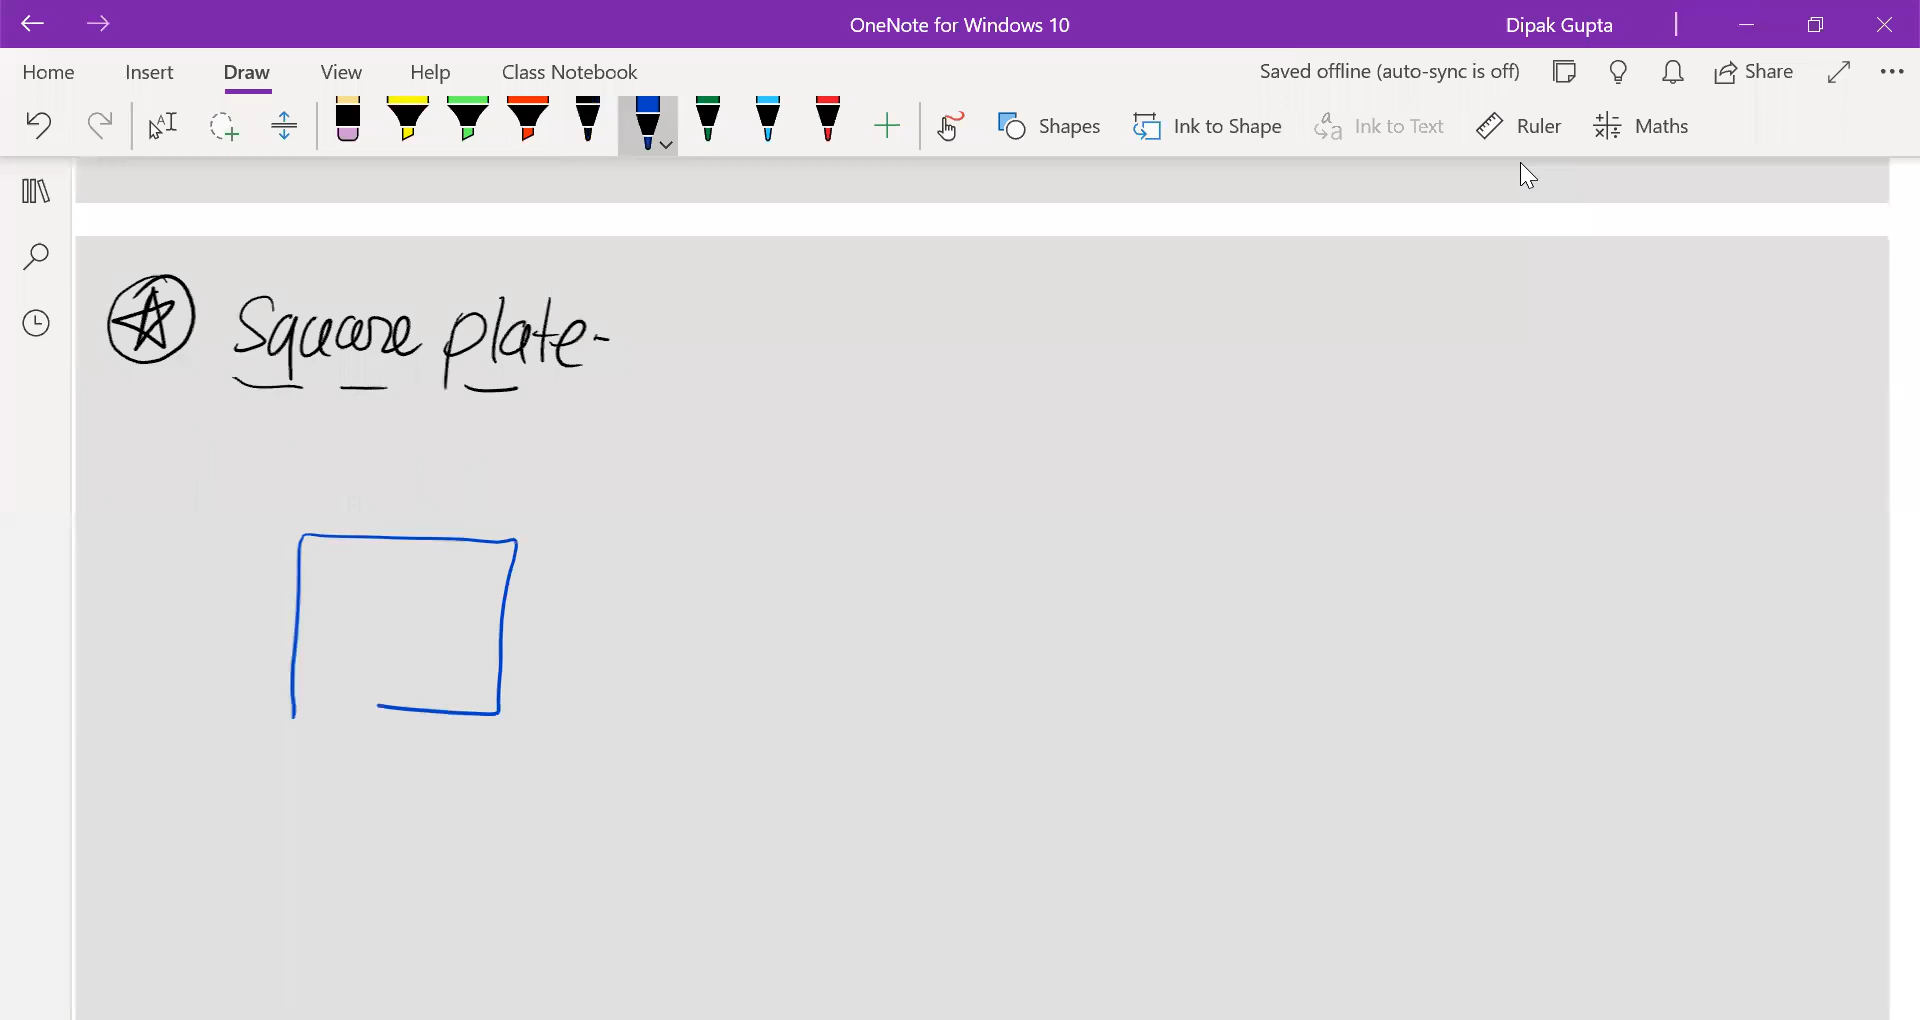 OneNote for Windows 10
Dipak Gupta
Home Insert Draw View Help Class Notebook
Saved offline (auto-sync is off)
Share
Shapes
Ink to Shape
Ink to Text
Ruler
Maths
Square plate-